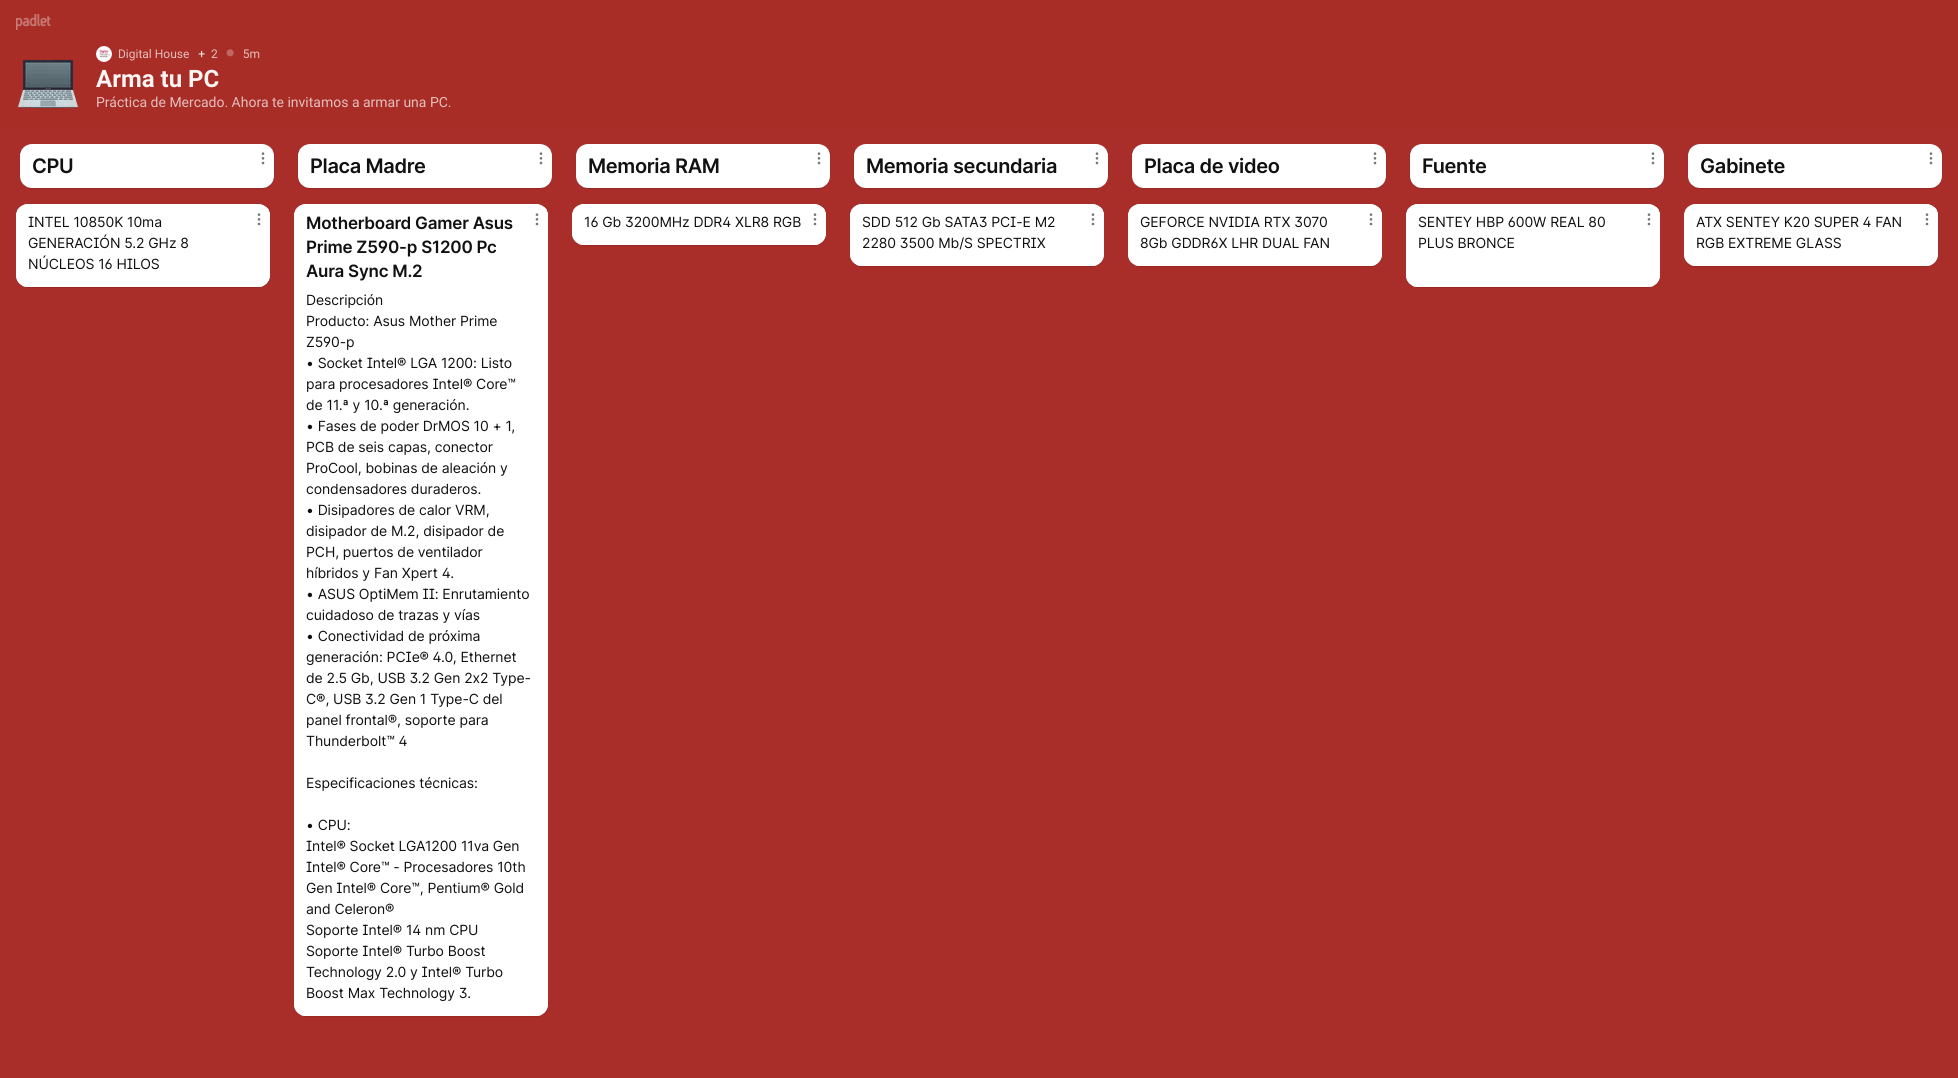 padlet
Digital House + 2 • 5m
Arma tu PC
Práctica de Mercado. Ahora te invitamos a armar una PC.
CPU
INTEL 10850K 10ma
GENERACIÓN 5.2 GHz 8
NÚCLEOS 16 HILOS
Placa Madre
Motherboard Gamer Asus
Prime Z590-p S1200 Pc
Aura Sync M.2
Descripción
Producto: Asus Mother Prime
Z590-p
• Socket Intel® LGA 1200: Listo
para procesadores Intel® Core™
de 11.ª y 10.ª generación.
• Fases de poder DrMOS 10 + 1,
PCB de seis capas, conector
ProCool, bobinas de aleación y
condensadores duraderos.
• Disipadores de calor VRM,
disipador de M.2, disipador de
PCH, puertos de ventilador
híbridos y Fan Xpert 4.
• ASUS OptiMem II: Enrutamiento
cuidadoso de trazas y vías
• Conectividad de próxima
generación: PCIe® 4.0, Ethernet
de 2.5 Gb, USB 3.2 Gen 2x2 Type-
C®, USB 3.2 Gen 1 Type-C del
panel frontal®, soporte para
Thunderbolt™ 4
Especificaciones técnicas:
• CPU:
Intel® Socket LGA1200 11va Gen
Intel® Core™ - Procesadores 10th
Gen Intel® Core™, Pentium® Gold
and Celeron®
Soporte Intel® 14 nm CPU
Soporte Intel® Turbo Boost
Technology 2.0 y Intel® Turbo
Boost Max Technology 3.
Memoria RAM
16 Gb 3200MHz DDR4 XLR8 RGB
Memoria secundaria
SDD 512 Gb SATA3 PCI-E M2
2280 3500 Mb/S SPECTRIX
Placa de video
GEFORCE NVIDIA RTX 3070
8Gb GDDR6X LHR DUAL FAN
Fuente
SENTEY HBP 600W REAL 80
PLUS BRONCE
Gabinete
ATX SENTEY K20 SUPER 4 FAN
RGB EXTREME GLASS